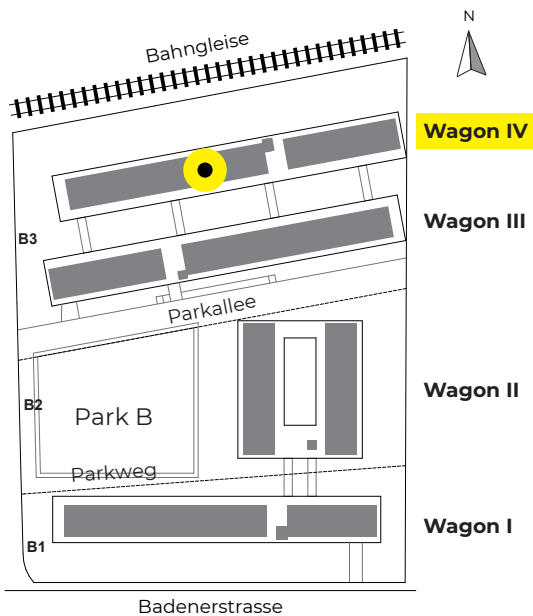 N
Bahngleise
Wagon IV
B3
Wagon III
Parkallee
B2
Park B
Wagon II
Parkweg
B1
Wagon I
Badenerstrasse